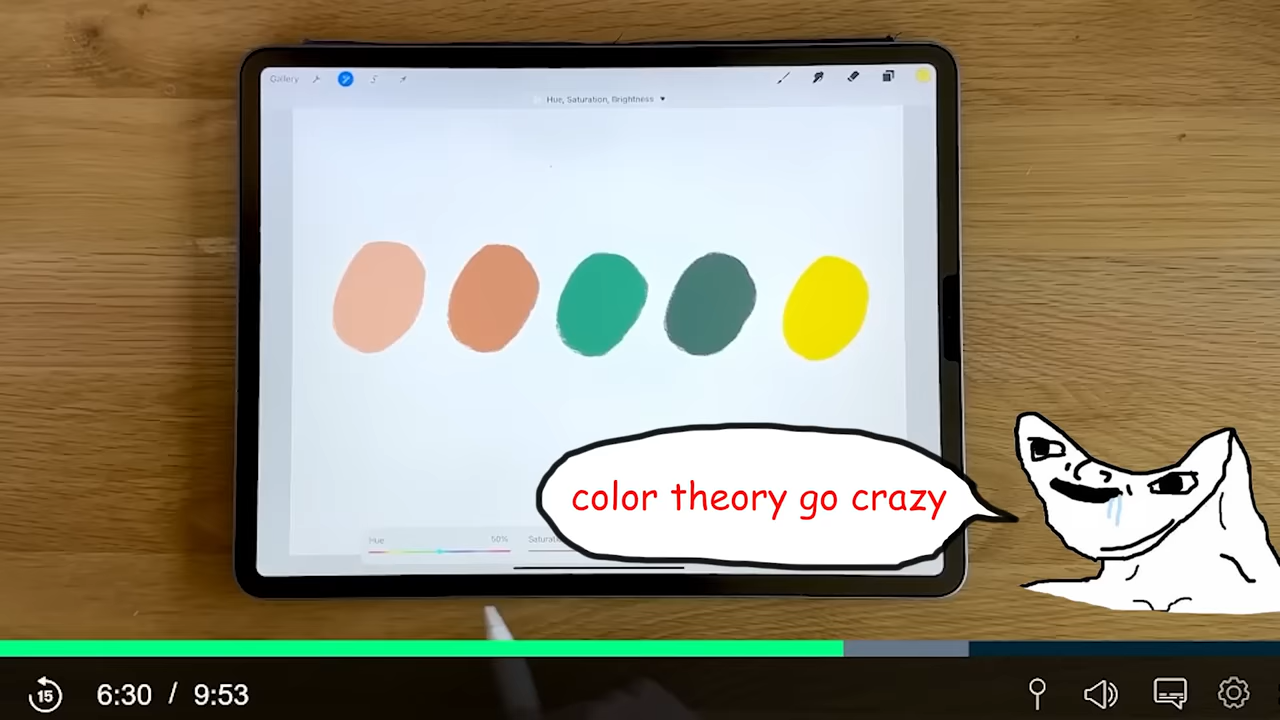 Gallery
Hue, Saturation, Brightness
color theory go crazy
Hue 50%
15
6:30 / 9:53